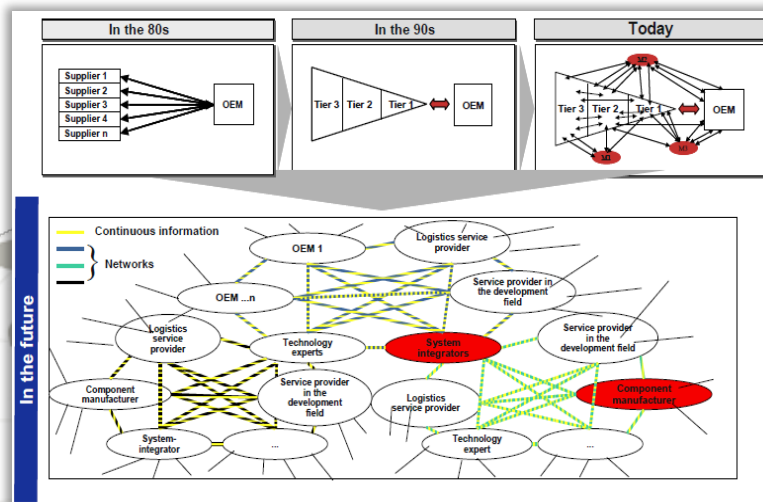 In the 80s
In the 90s
Today
Supplier 1
Supplier 2
Supplier 3
Supplier 4
Supplier n
OEM
Tier 3
Tier 2
Tier 1
OEM
Tier 3
Tier 2
Tier 1
OEM
In the future
Continuous information
Networks
OEM 1
Logistics service
provider
OEM ...n
Service provider in
the development
field
Logistics
service
provider
Technology
experts
System
integrators
Service provider
in the
development field
Component
manufacturer
Service provider
in the
development
field
Logistics
service provider
Component
manufacturer
System-
integrator
...
Technology
expert
...